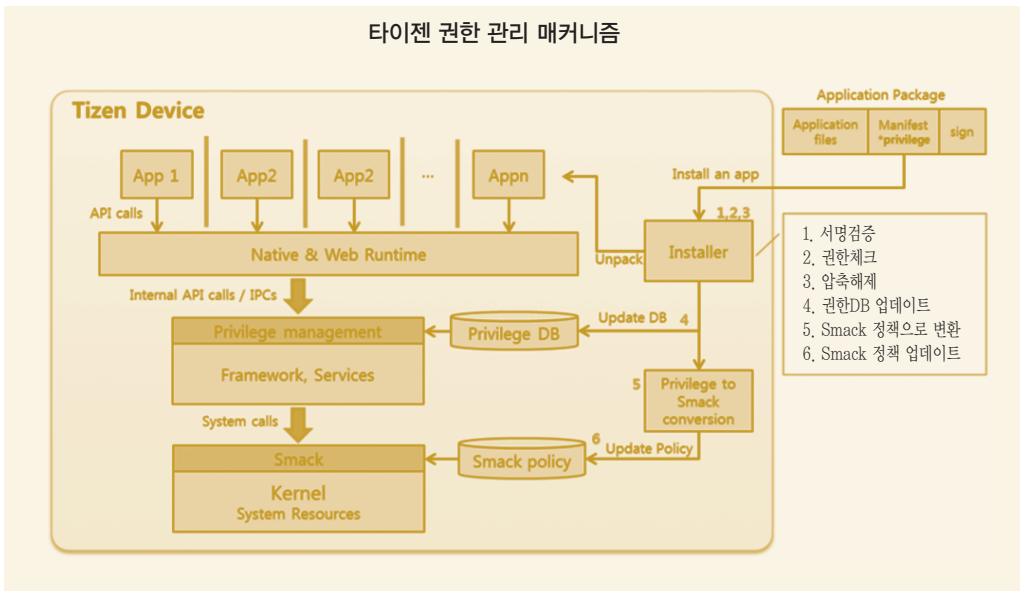 타이젠 권한 관리 매커니즘
Application Package
Tizen Device
Application files
Manifest *privilege
sign
App 1
App2
App2
...
Appn
Install an app
API calls
1,2,3
Native & Web Runtime
Unpack
Installer
1. 서명검증
2. 권한체크
3. 압축해제
4. 권한DB 업데이트
5. Smack 정책으로 변환
6. Smack 정책 업데이트
Internal API calls / IPCs
Privilege management
Privilege DB
Update DB
4
Framework, Services
5
Privilege to
Smack
conversion
System calls
6
Update Policy
Smack
Smack policy
Kernel
System Resources